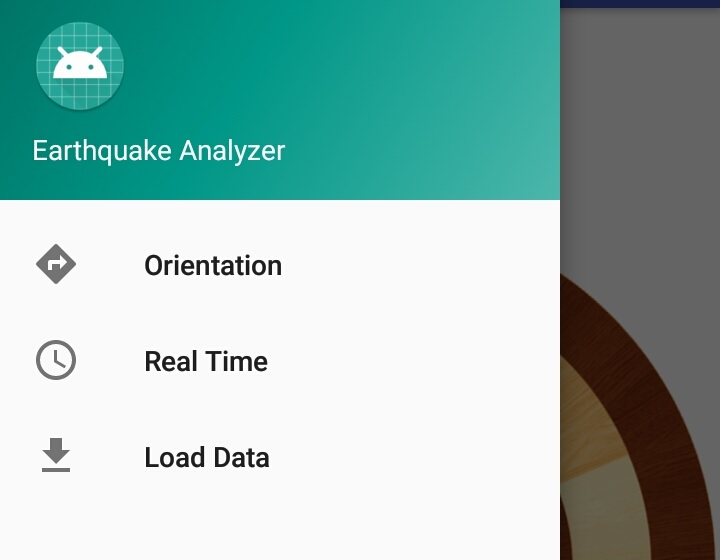 Earthquake Analyzer
Orientation
Real Time
Load Data